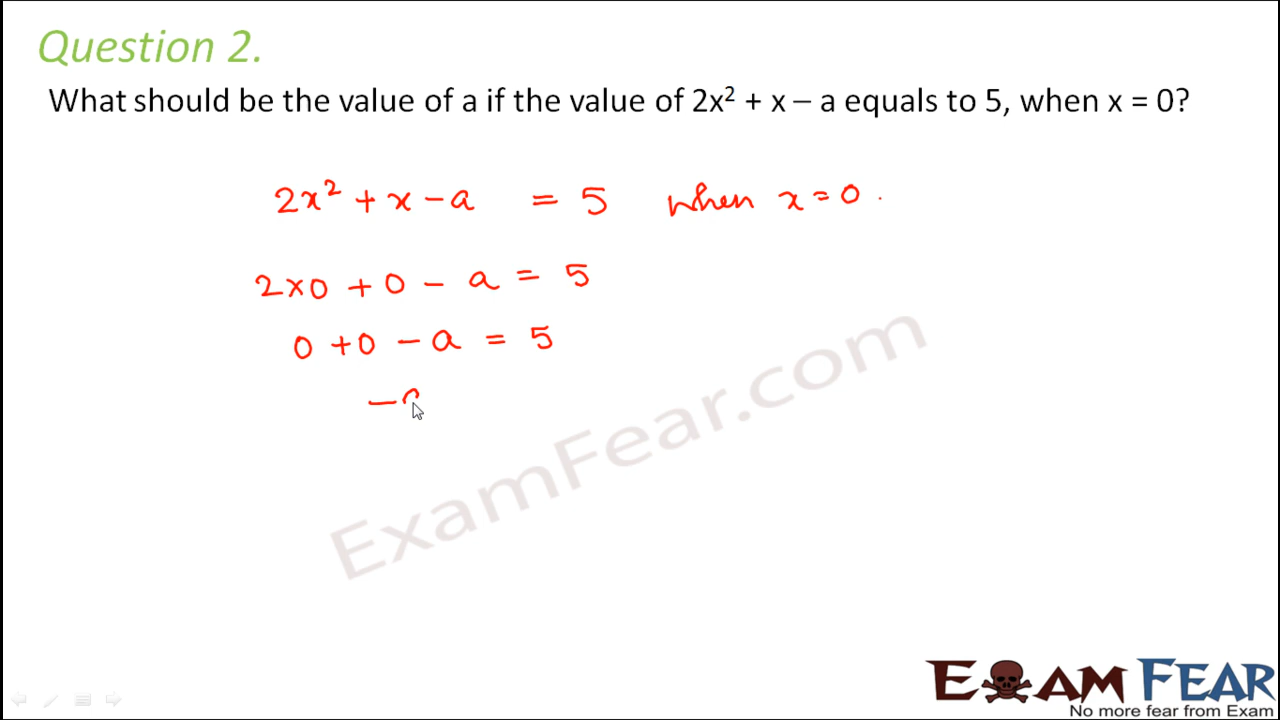 Question 2.
What should be the value of a if the value of 2x² + x – a equals to 5, when x = 0?
2x² + x - a = 5 when x = 0.
2×0 + 0 - a = 5
0 + 0 - a = 5
-
ExamFear.com
EXAM FEAR
No more fear from Exam